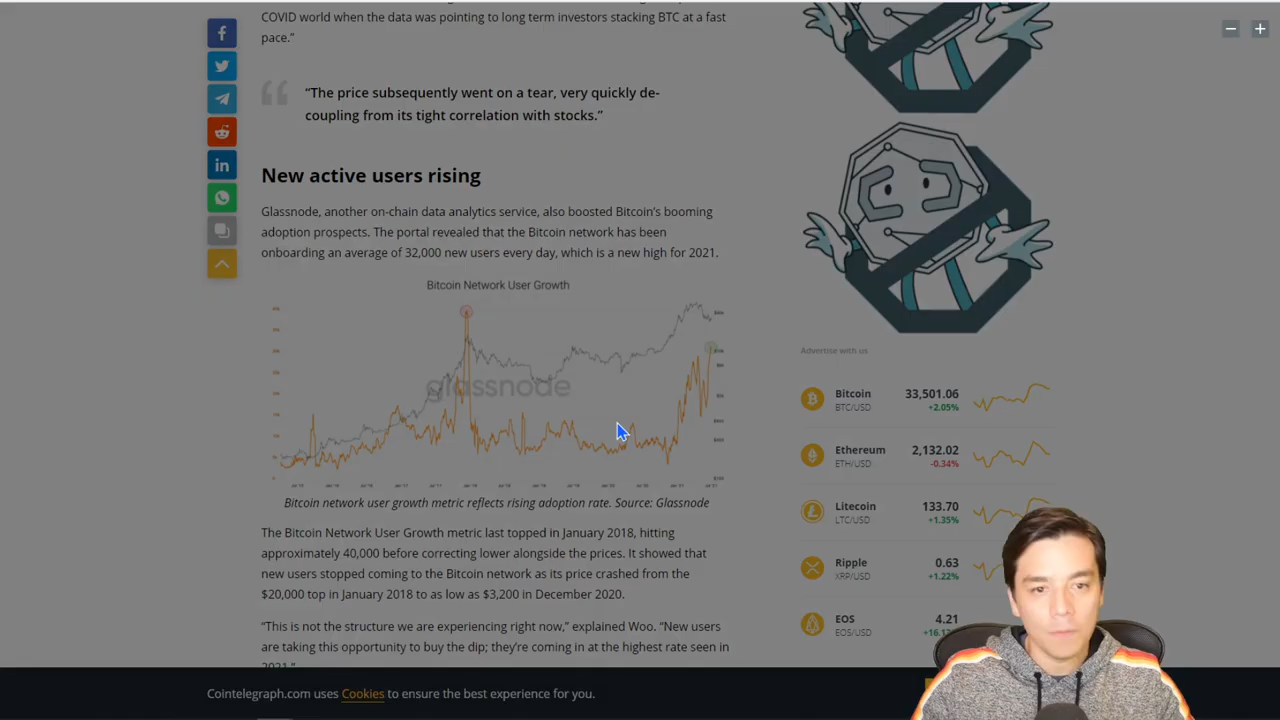 COVID world when the data was pointing to long term investors stacking BTC at a fast
pace.”
“The price subsequently went on a tear, very quickly de-
coupling from its tight correlation with stocks.”
New active users rising
Glassnode, another on-chain data analytics service, also boosted Bitcoin’s booming
adoption prospects. The portal revealed that the Bitcoin network has been
onboarding an average of 32,000 new users every day, which is a new high for 2021.
Bitcoin Network User Growth
glassnode
Bitcoin network user growth metric reflects rising adoption rate. Source: Glassnode
The Bitcoin Network User Growth metric last topped in January 2018, hitting
approximately 40,000 before correcting lower alongside the prices. It showed that
new users stopped coming to the Bitcoin network as its price crashed from the
$20,000 top in January 2018 to as low as $3,200 in December 2020.
“This is not the structure we are experiencing right now,” explained Woo. “New users
are taking this opportunity to buy the dip; they’re coming in at the highest rate seen in
2021.”
Advertise with us
Bitcoin 33,501.06
BTC/USD +2.05%
Ethereum 2,132.02
ETH/USD -0.34%
Litecoin 133.70
LTC/USD +1.35%
Ripple 0.63
XRP/USD +1.22%
EOS 4.21
EOS/USD
Cointelegraph.com uses Cookies to ensure the best experience for you.